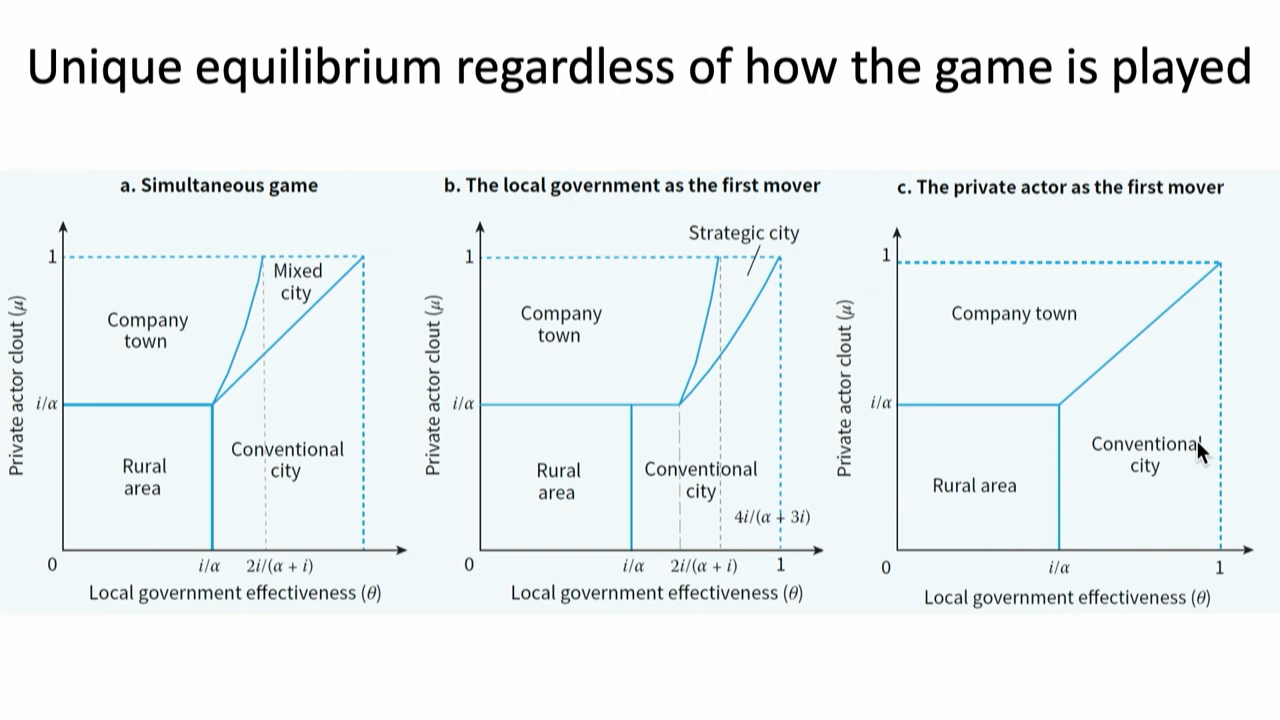 Unique equilibrium regardless of how the game is played
a. Simultaneous game
Private actor clout (μ)
1
i/α
0
Company
town
Mixed
city
Rural
area
Conventional
city
i/α
2i/(α + i)
Local government effectiveness (θ)
b. The local government as the first mover
Private actor clout (μ)
1
i/α
0
Strategic city
Company
town
Rural
area
Conventional
city
4i/(α + 3i)
i/α
2i/(α + i)
1
Local government effectiveness (θ)
c. The private actor as the first mover
Private actor clout (μ)
1
i/α
0
Company town
Rural area
Conventional
city
i/α
1
Local government effectiveness (θ)